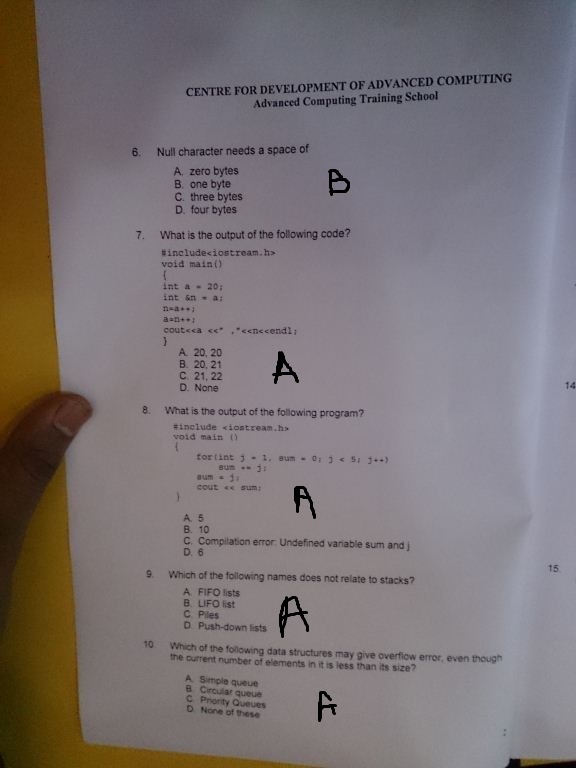 CENTRE FOR DEVELOPMENT OF ADVANCED COMPUTING
Advanced Computing Training School
6. Null character needs a space of
A. zero bytes
B. one byte
C. three bytes
D. four bytes
B
7. What is the output of the following code?
#include<iostream.h>
void main()
{
int a = 20;
int &n = a;
n=a++;
a=n++;
cout<<a <<" ,"<<n<<endl;
}
A. 20, 20
B. 20, 21
C. 21, 22
D. None
A
8. What is the output of the following program?
#include <iostream.h>
void main ()
{
for(int j = 1, sum = 0; j < 5; j++)
sum += j;
sum = j;
cout << sum;
}
A. 5
B. 10
C. Compilation error: Undefined variable sum and j
D. 6
A
9. Which of the following names does not relate to stacks?
A. FIFO lists
B. LIFO list
C. Piles
D. Push-down lists
A
10 Which of the following data structures may give overflow error, even though
the current number of elements in it is less than its size?
A. Simple queue
B. Circular queue
C. Priority Queues
D. None of these
A
14
15.